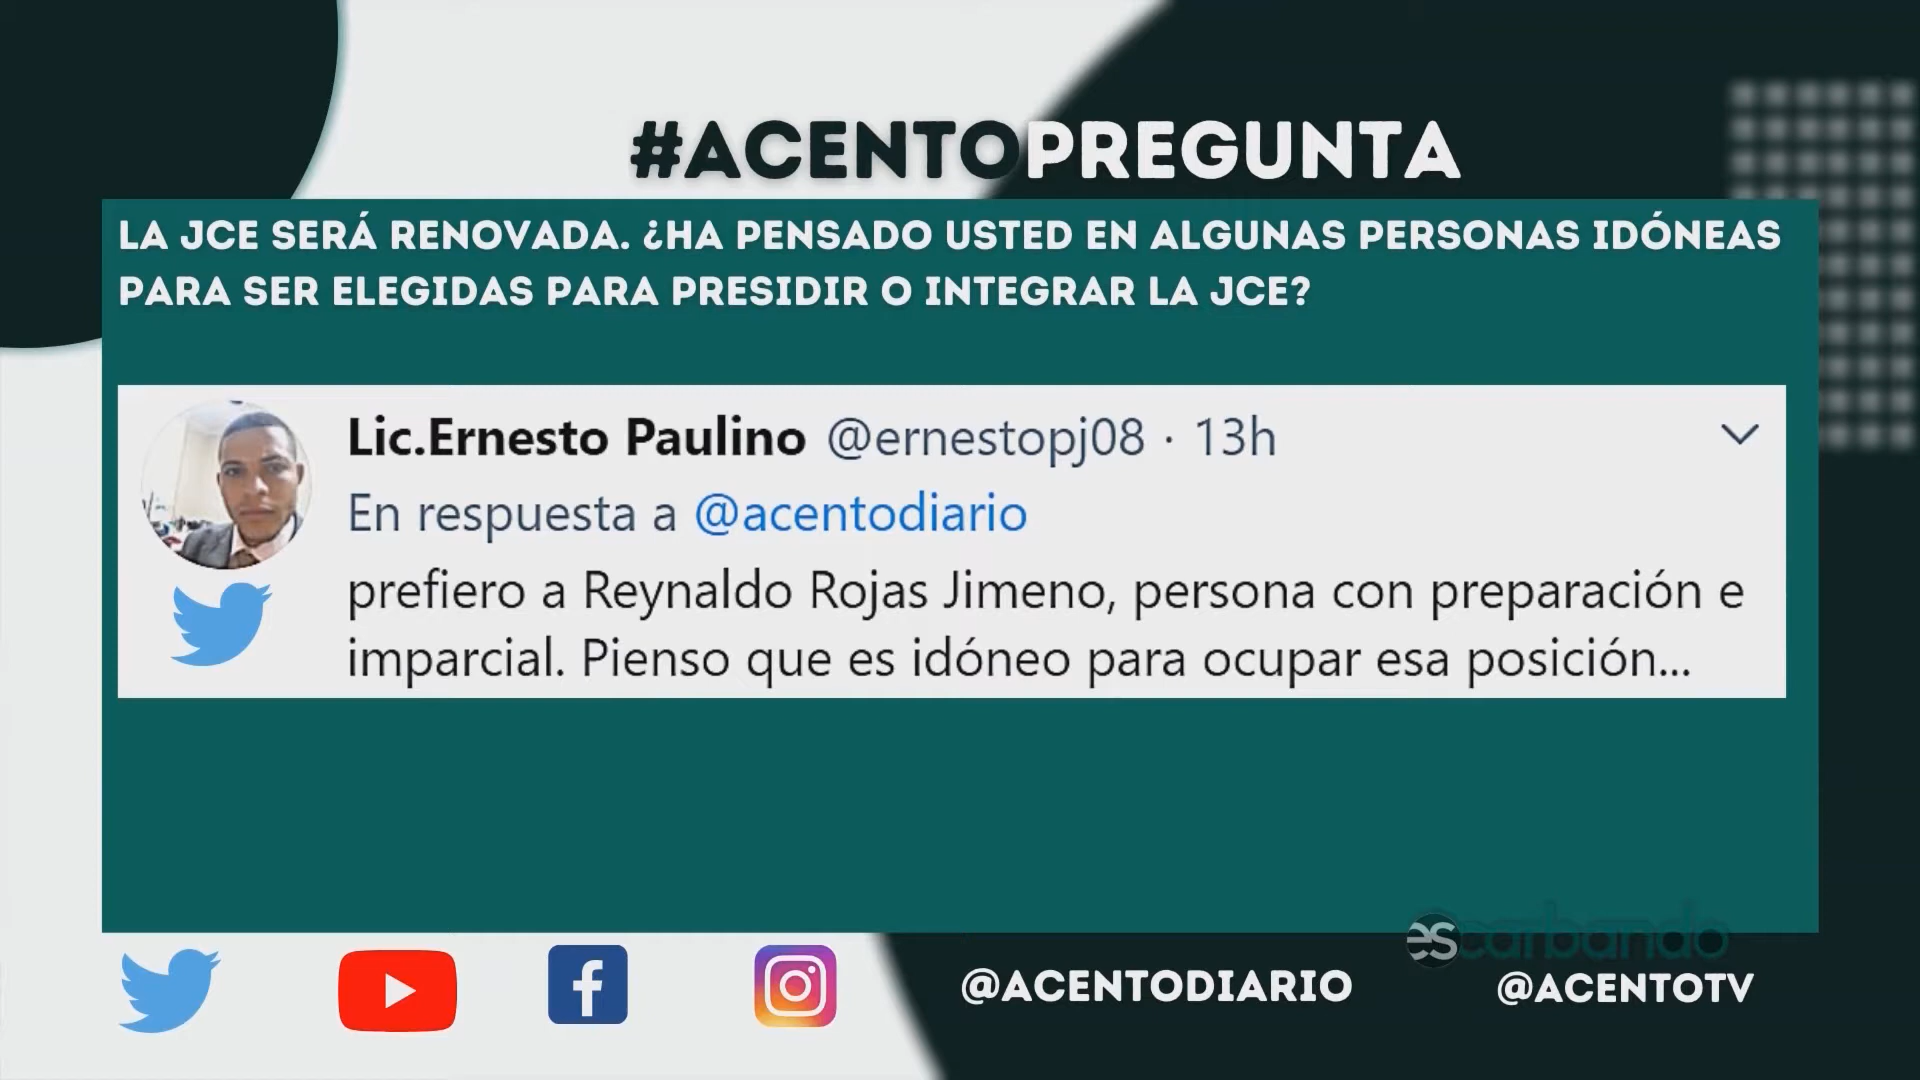 #ACENTOPREGUNTA
LA JCE SERÁ RENOVADA. ¿HA PENSADO USTED EN ALGUNAS PERSONAS IDÓNEAS
PARA SER ELEGIDAS PARA PRESIDIR O INTEGRAR LA JCE?
Lic.Ernesto Paulino @ernestopj08 · 13h
En respuesta a @acentodiario
prefiero a Reynaldo Rojas Jimeno, persona con preparación e
imparcial. Pienso que es idóneo para ocupar esa posición...
escarbando
@ACENTODIARIO
@ACENTOTV